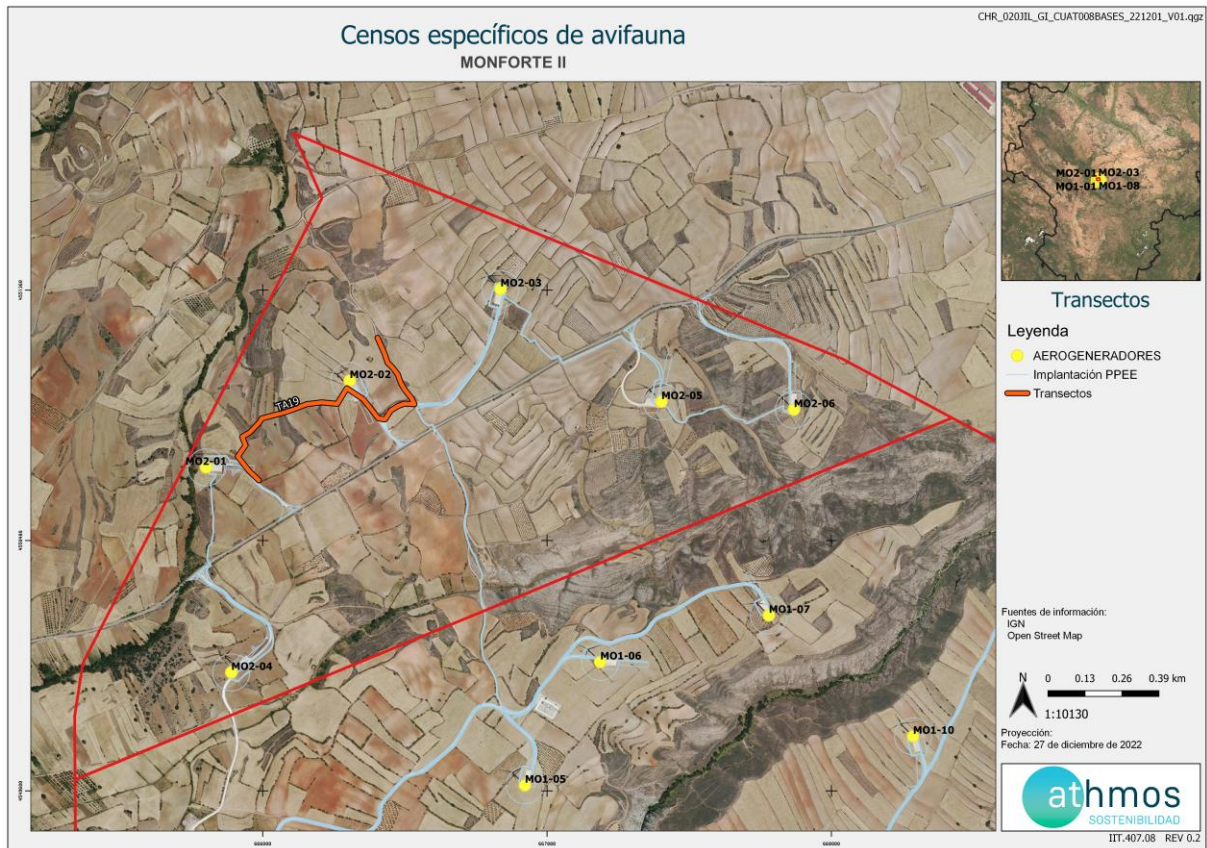 CHR_020JIL_GI_CUAT008BASES_221201_V01.qgz
Censos específicos de avifauna
MONFORTE II
MO2-03
MO2-02
TA19
MO2-05
MO2-06
MO2-01
MO1-07
MO1-06
MO2-04
MO1-10
MO1-05
666000
667000
668000
MO2-01 MO2-03
MO1-01 MO1-08
Transectos
Leyenda
AEROGENERADORES
Implantación PPEE
Transectos
Fuentes de información:
IGN
Open Street Map
N 0 0.13 0.26 0.39 km
1:10130
Proyección:
Fecha: 27 de diciembre de 2022
athmos
SOSTENIBILIDAD
IIT.407.08 REV 0.2